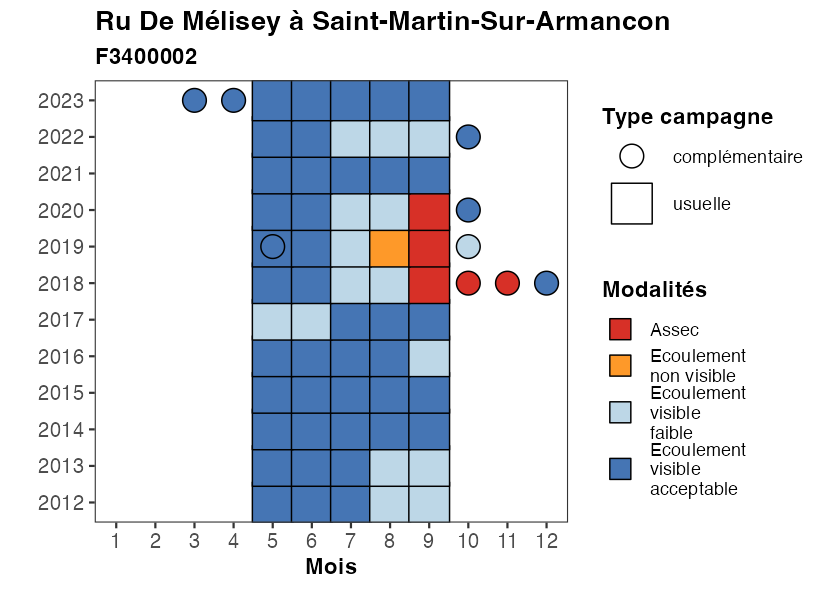 Ru De Mélisey à Saint-Martin-Sur-Armancon
F3400002
2023
2022
2021
2020
2019
2018
2017
2016
2015
2014
2013
2012
1 2 3 4 5 6 7 8 9 10 11 12
Mois
Type campagne
complémentaire
usuelle
Modalités
Assec
Ecoulement
non visible
Ecoulement
visible
faible
Ecoulement
visible
acceptable